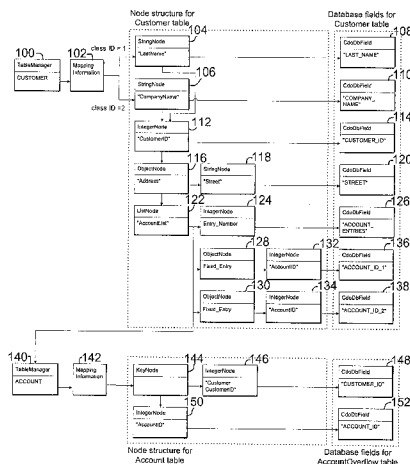 Node structure for
Customer table
Database fields for
Customer table
100
TableManager
CUSTOMER
102
Mapping
Information
class ID = 1
class ID =2
104
StringNode
"LastName"
108
CdoDbField
"LAST_NAME"
106
StringNode
"CompanyName"
110
CdoDbField
"COMPANY_
NAME"
112
IntegerNode
"CustomerID"
114
CdoDbField
"CUSTOMER_ID"
116
ObjectNode
"Address"
118
StringNode
"Street"
120
CdoDbField
"STREET"
122
ListNode
"AccountList"
124
IntegerNode
Entry_Number
126
CdoDbField
"ACCOUNT_
ENTRIES"
128
ObjectNode
Fixed_Entry
132
IntegerNode
"AccountID"
136
CdoDbField
"ACCOUNT_ID_1"
130
ObjectNode
Fixed_Entry
134
IntegerNode
"AccountID"
138
CdoDbField
"ACCOUNT_ID_2"
140
TableManager
ACCOUNT
142
Mapping
Information
144
KeyNode
146
IntegerNode
"Customer
CustomerID"
148
CdoDbField
"CUSTOMER_ID"
150
IntegerNode
"AccountID"
152
CdoDbField
"ACCOUNT_ID"
Node structure for
Account table
Database fields for
AccountOverflow table